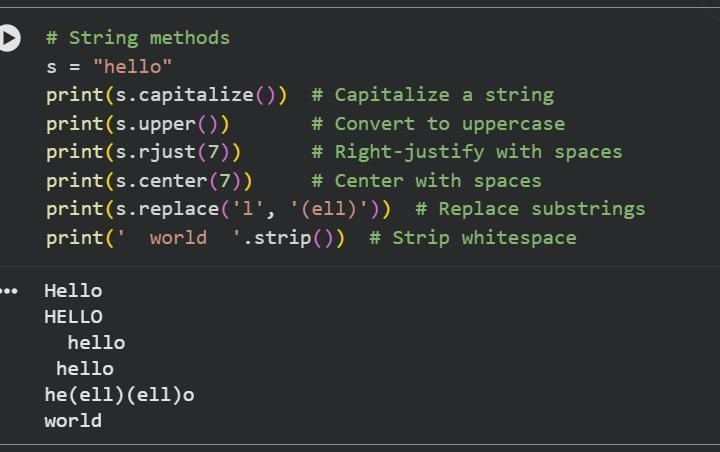 # String methods
s = "hello"
print(s.capitalize())  # Capitalize a string
print(s.upper())       # Convert to uppercase
print(s.rjust(7))      # Right-justify with spaces
print(s.center(7))     # Center with spaces
print(s.replace('l', '(ell)'))  # Replace substrings
print('  world  '.strip())  # Strip whitespace
Hello
HELLO
  hello
 hello
he(ell)(ell)o
world